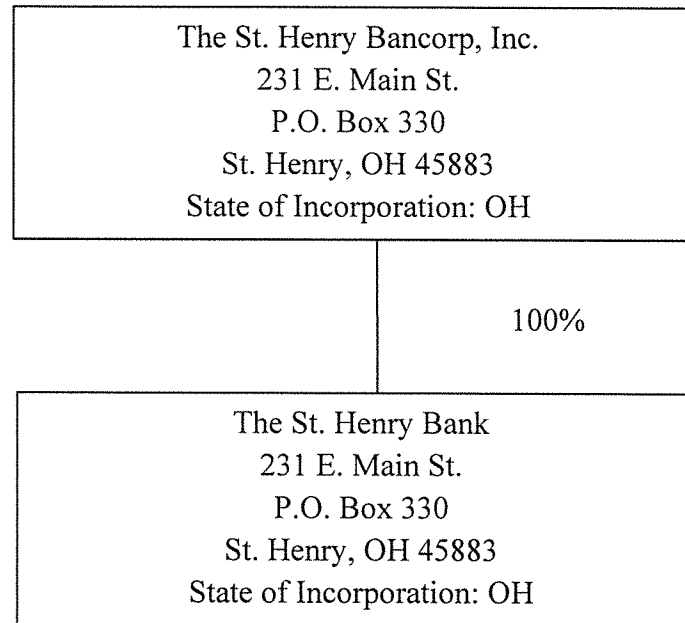 The St. Henry Bancorp, Inc.
231 E. Main St.
P.O. Box 330
St. Henry, OH 45883
State of Incorporation: OH
100%
The St. Henry Bank
231 E. Main St.
P.O. Box 330
St. Henry, OH 45883
State of Incorporation: OH